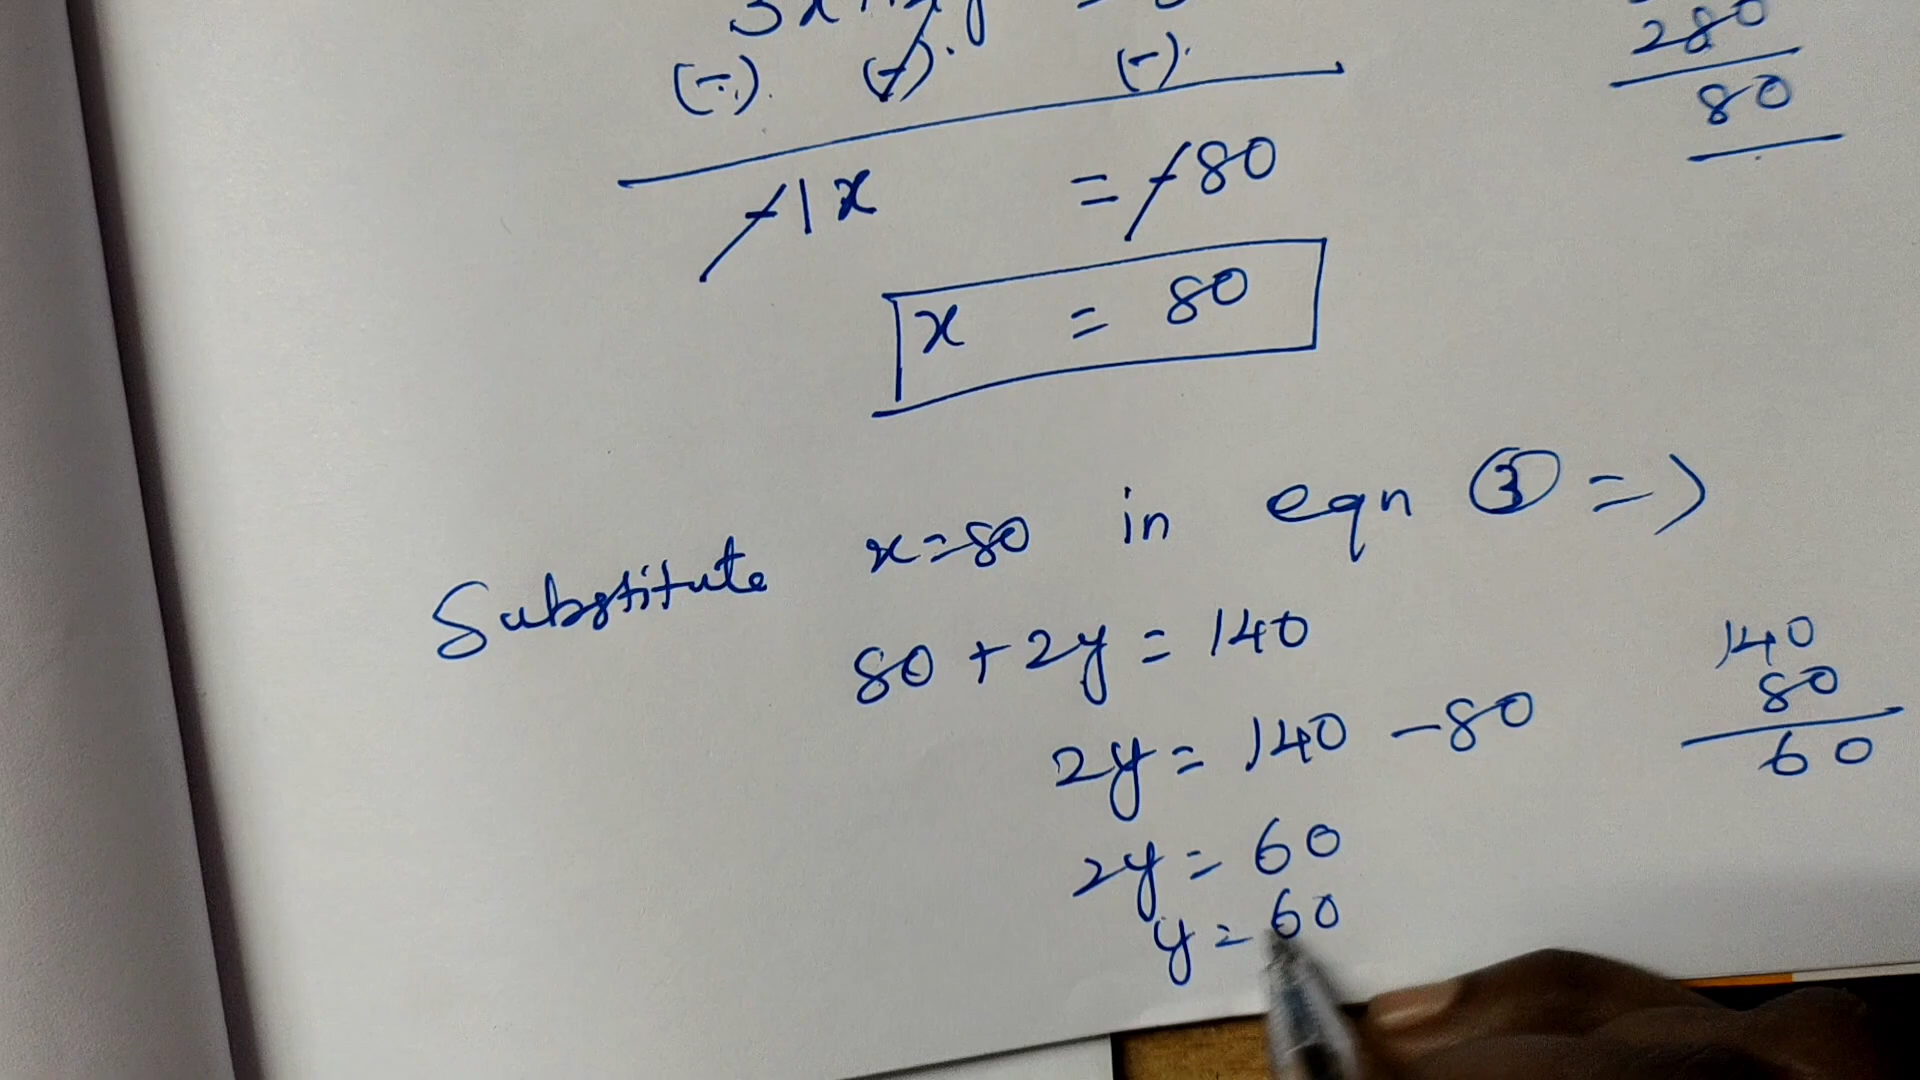 280
(-) (-) (-)
80
-1x = -80
x = 80
Substitute x=80 in eqn 3 =>
80 + 2y = 140
2y = 140 - 80
140
80
60
2y = 60
y = 60